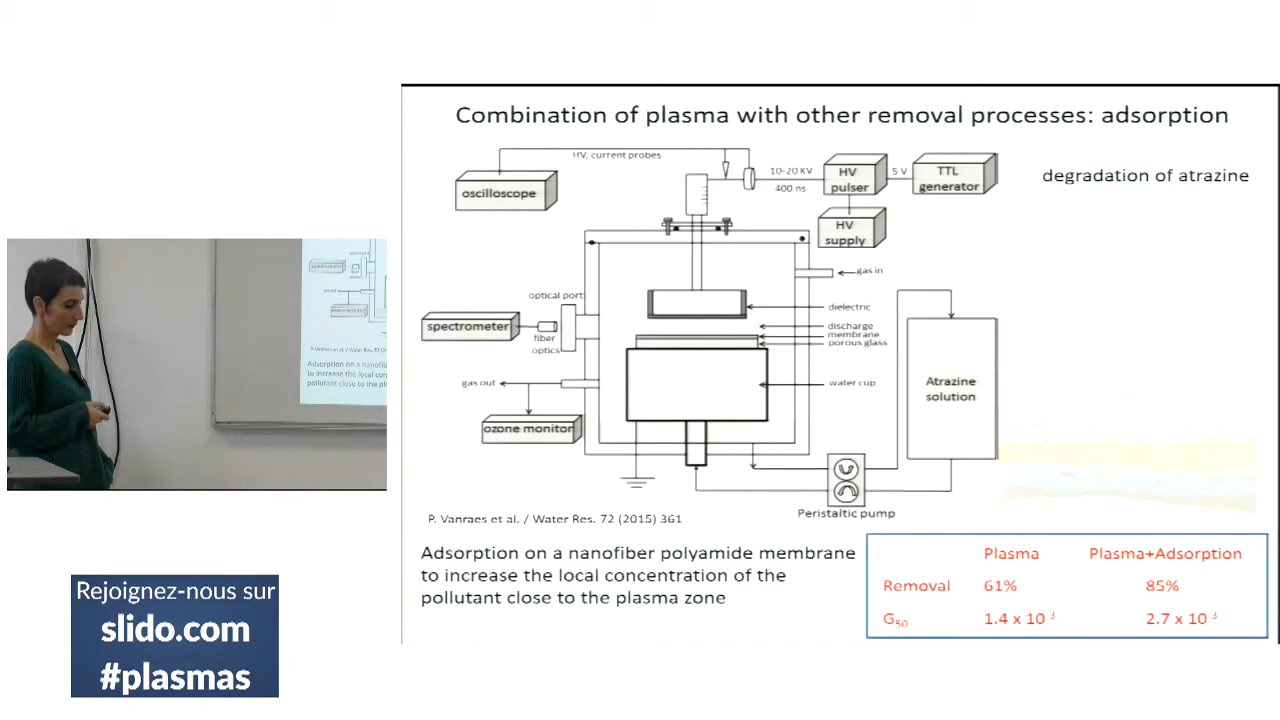 Combination of plasma with other removal processes: adsorption
HV, current probes
oscilloscope
10-20 KV
400 ns
HV
pulser
5 V
TTL
generator
degradation of atrazine
HV
supply
gas in
optical port
dielectric
spectrometer
fiber
optics
discharge
membrane
porous glass
gas out
water cup
Atrazine
solution
ozone monitor
Peristaltic pump
P. Vanraes et al. / Water Res. 72 (2015) 361
Adsorption on a nanofiber polyamide membrane
to increase the local concentration of the
pollutant close to the plasma zone
Plasma Plasma+Adsorption
Removal 61% 85%
G50 1.4 x 10 2.7 x 10
Rejoignez-nous sur
slido.com
#plasmas